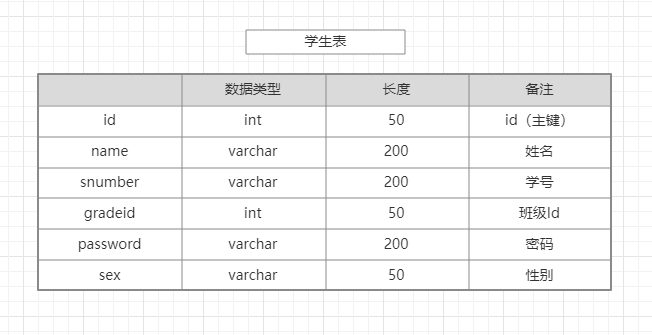 学生表
数据类型 长度 备注
id int 50 id（主键）
name varchar 200 姓名
snumber varchar 200 学号
gradeid int 50 班级Id
password varchar 200 密码
sex varchar 50 性别